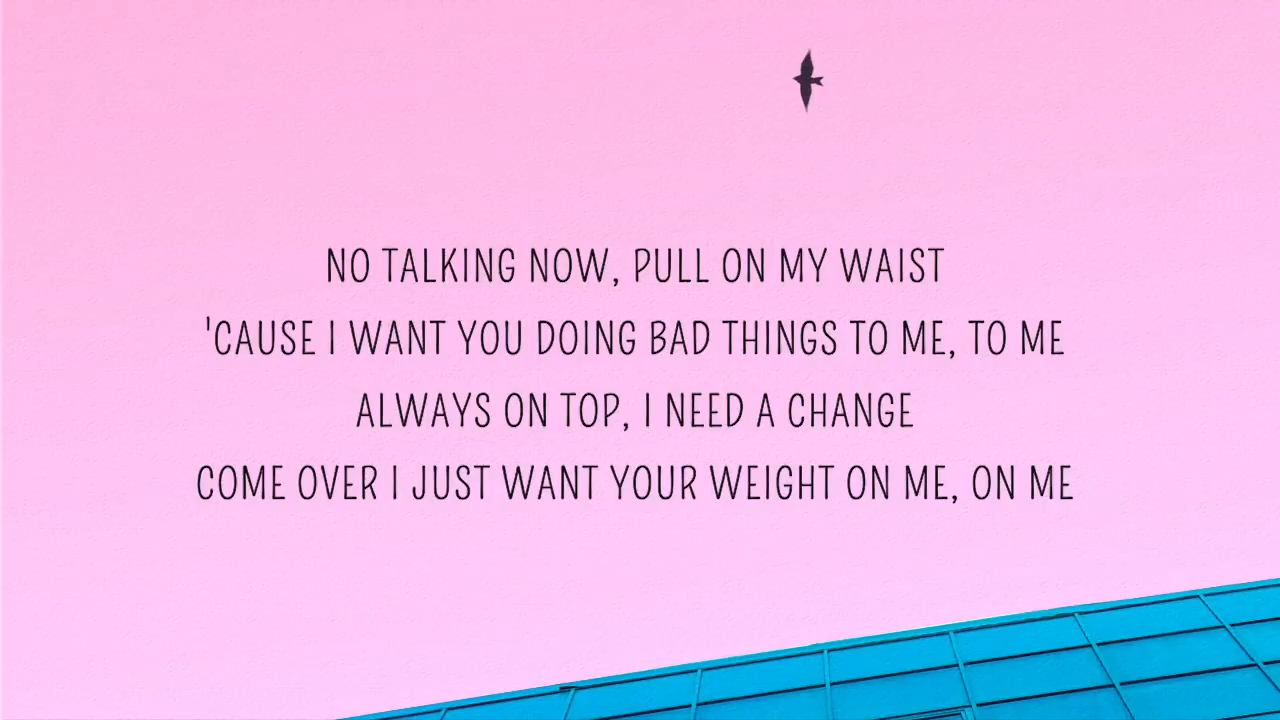 NO TALKING NOW, PULL ON MY WAIST
'CAUSE I WANT YOU DOING BAD THINGS TO ME, TO ME
ALWAYS ON TOP, I NEED A CHANGE
COME OVER I JUST WANT YOUR WEIGHT ON ME, ON ME